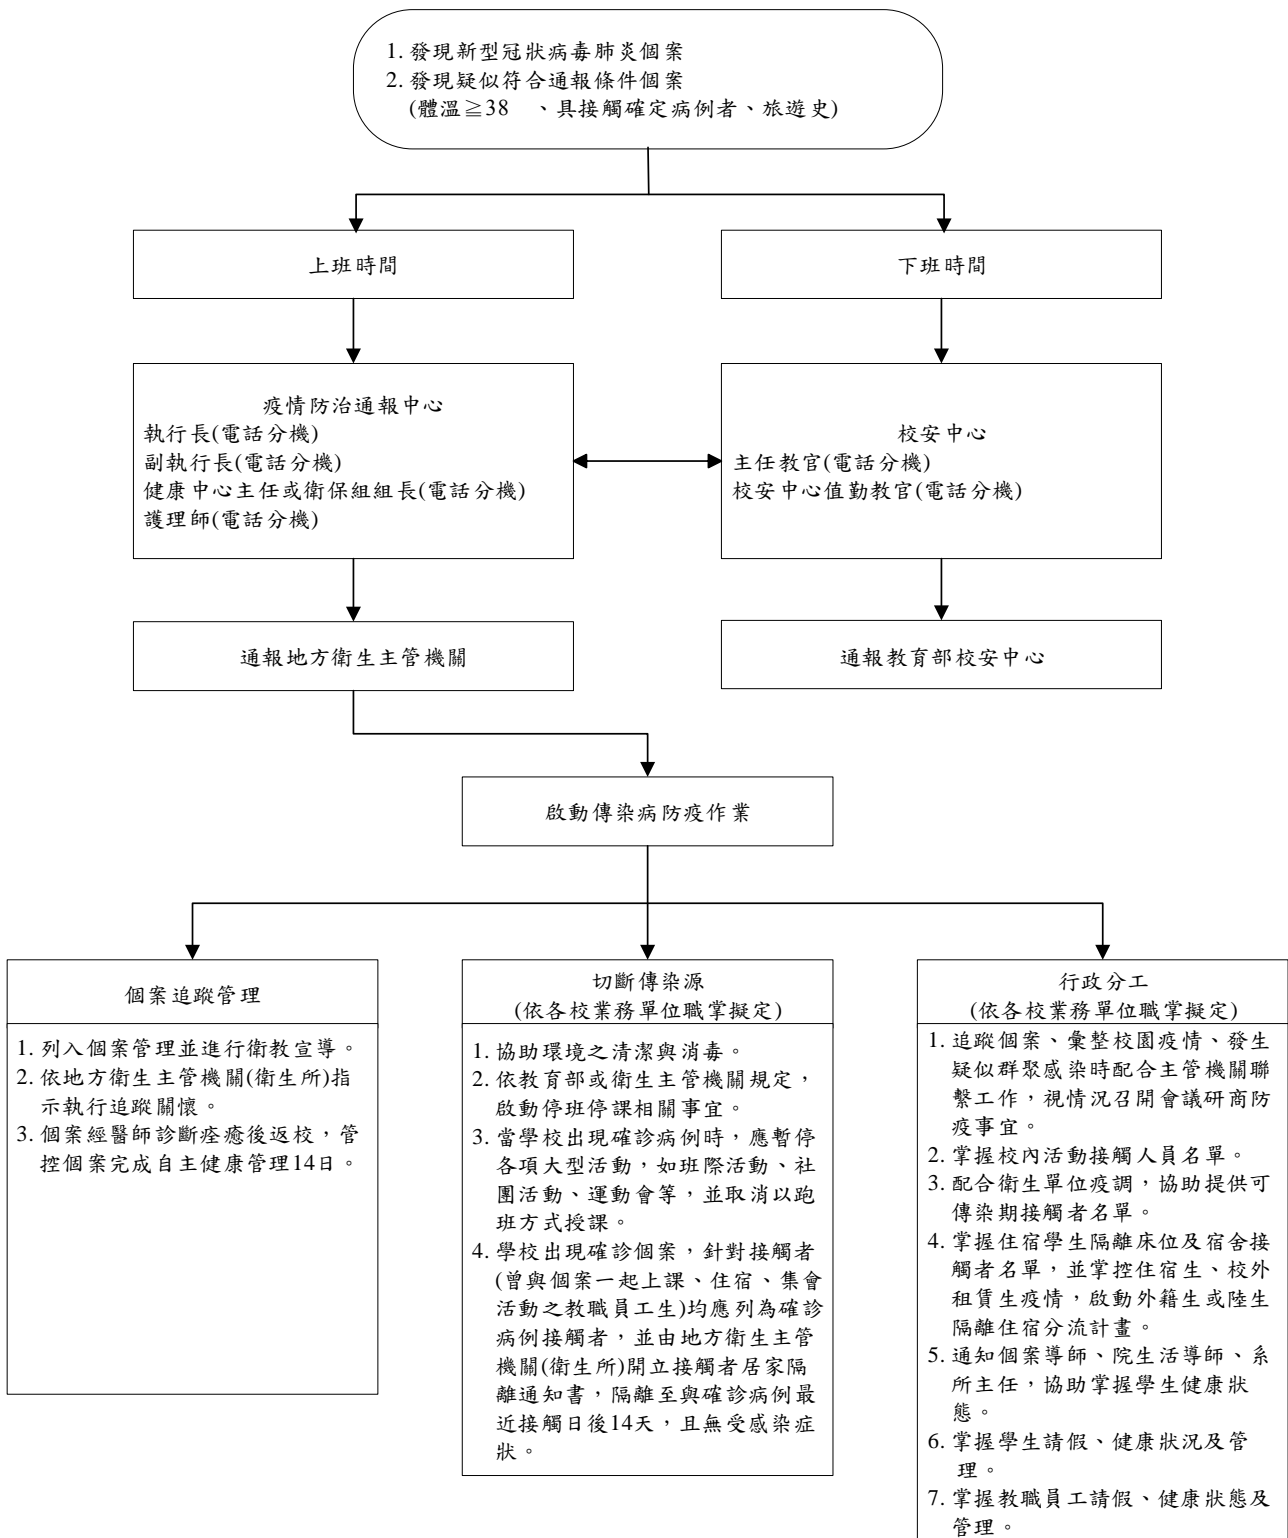 1. 發現新型冠狀病毒肺炎個案
2. 發現疑似符合通報條件個案
(體溫≧38　、具接觸確定病例者、旅遊史)
上班時間
下班時間
疫情防治通報中心
執行長(電話分機)
副執行長(電話分機)
健康中心主任或衛保組組長(電話分機)
護理師(電話分機)
校安中心
主任教官(電話分機)
校安中心值勤教官(電話分機)
通報地方衛生主管機關
通報教育部校安中心
啟動傳染病防疫作業
個案追蹤管理
1. 列入個案管理並進行衛教宣導。
2. 依地方衛生主管機關(衛生所)指
示執行追蹤關懷。
3. 個案經醫師診斷痊癒後返校，管
控個案完成自主健康管理14日。
切斷傳染源
(依各校業務單位職掌擬定)
1. 協助環境之清潔與消毒。
2. 依教育部或衛生主管機關規定，
啟動停班停課相關事宜。
3. 當學校出現確診病例時，應暫停
各項大型活動，如班際活動、社
團活動、運動會等，並取消以跑
班方式授課。
4. 學校出現確診個案，針對接觸者
(曾與個案一起上課、住宿、集會
活動之教職員工生)均應列為確診
病例接觸者，並由地方衛生主管
機關(衛生所)開立接觸者居家隔
離通知書，隔離至與確診病例最
近接觸日後14天，且無受感染症
狀。
行政分工
(依各校業務單位職掌擬定)
1. 追蹤個案、彙整校園疫情、發生
疑似群聚感染時配合主管機關聯
繫工作，視情況召開會議研商防
疫事宜。
2. 掌握校內活動接觸人員名單。
3. 配合衛生單位疫調，協助提供可
傳染期接觸者名單。
4. 掌握住宿學生隔離床位及宿舍接
觸者名單，並掌控住宿生、校外
租賃生疫情，啟動外籍生或陸生
隔離住宿分流計畫。
5. 通知個案導師、院生活導師、系
所主任，協助掌握學生健康狀
態。
6. 掌握學生請假、健康狀況及管
理。
7. 掌握教職員工請假、健康狀態及
管理。